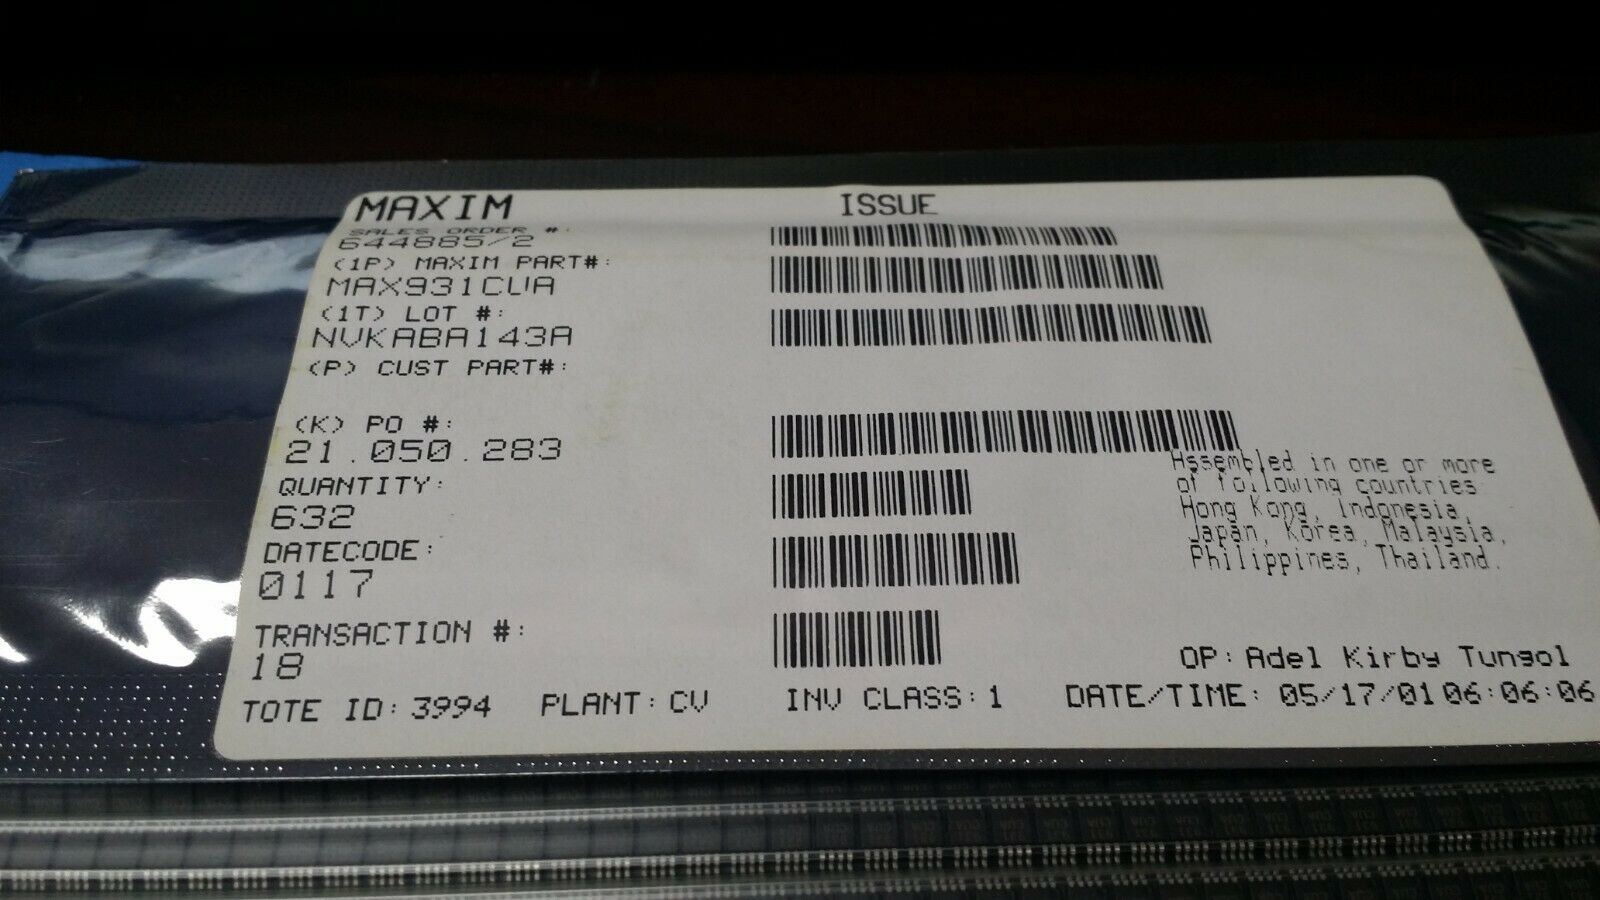 MAXIM
ISSUE
SALES ORDER #:
644885/2
(1P) MAXIM PART#:
MAX931CUA
(1T) LOT #:
NVKABA143A
(P) CUST PART#:
(K) PO #:
21.050.283
QUANTITY:
632
DATECODE:
0117
TRANSACTION #:
18
Assembled in one or more
of following countries
Hong Kong, Indonesia,
Japan, Korea, Malaysia,
Philippines, Thailand.
OP: Adel Kirby Tungol
TOTE ID: 3994 PLANT: CV INV CLASS: 1 DATE/TIME: 05/17/01 06:06:06